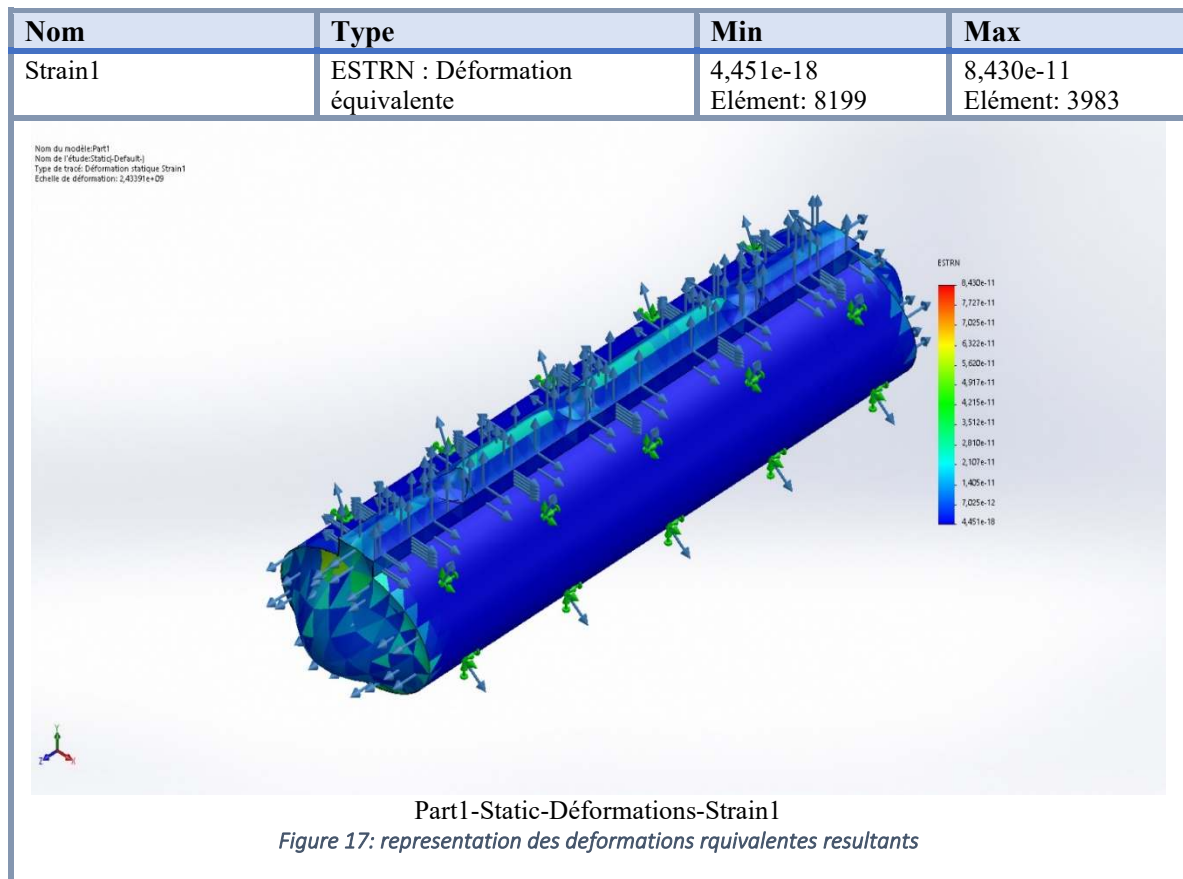 Nom Type Min Max
Strain1 ESTRN : Déformation 4,451e-18 8,430e-11
équivalente Elément: 8199 Elément: 3983
Nom du modèle:Part1
Nom de l'étude:Static(-Default-)
Type de tracé: Déformation statique Strain1
Echelle de déformation: 2,43391e+09
ESTRN
8,430e-11
7,727e-11
7,025e-11
6,322e-11
5,620e-11
4,917e-11
4,215e-11
3,512e-11
2,810e-11
2,107e-11
1,405e-11
7,025e-12
4,451e-18
Y
Z X
Part1-Static-Déformations-Strain1
Figure 17: representation des deformations rquivalentes resultants